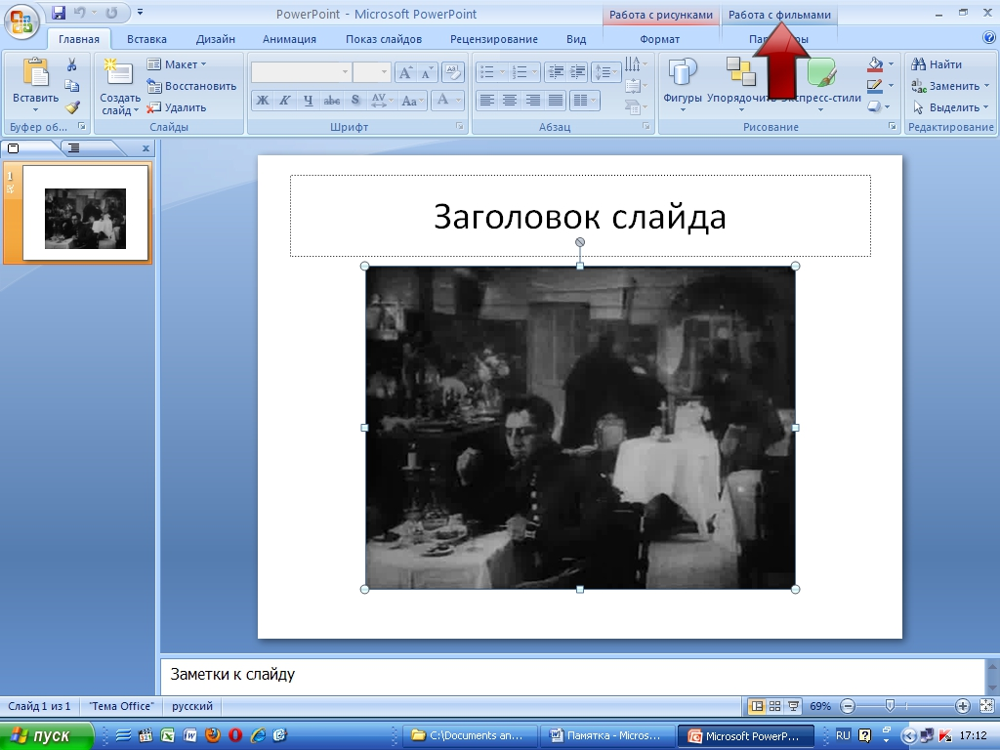 PowerPoint - Microsoft PowerPoint
Работа с рисунками
Работа с фильмами
Главная
Вставка
Дизайн
Анимация
Показ слайдов
Рецензирование
Вид
Формат
Вставить
Создать
слайд
Макет
Восстановить
Удалить
Ж К Ч abc S AV Aa A
A A
Фигуры
Упорядочить
Экспресс-стили
Найти
Заменить
Выделить
Буфер об...
Слайды
Шрифт
Абзац
Рисование
Редактирование
1
Заголовок слайда
Заметки к слайду
Слайд 1 из 1
"Тема Office"
русский
69%
пуск
C:\Documents an...
Памятка - Micros...
Microsoft PowerP...
RU
17:12